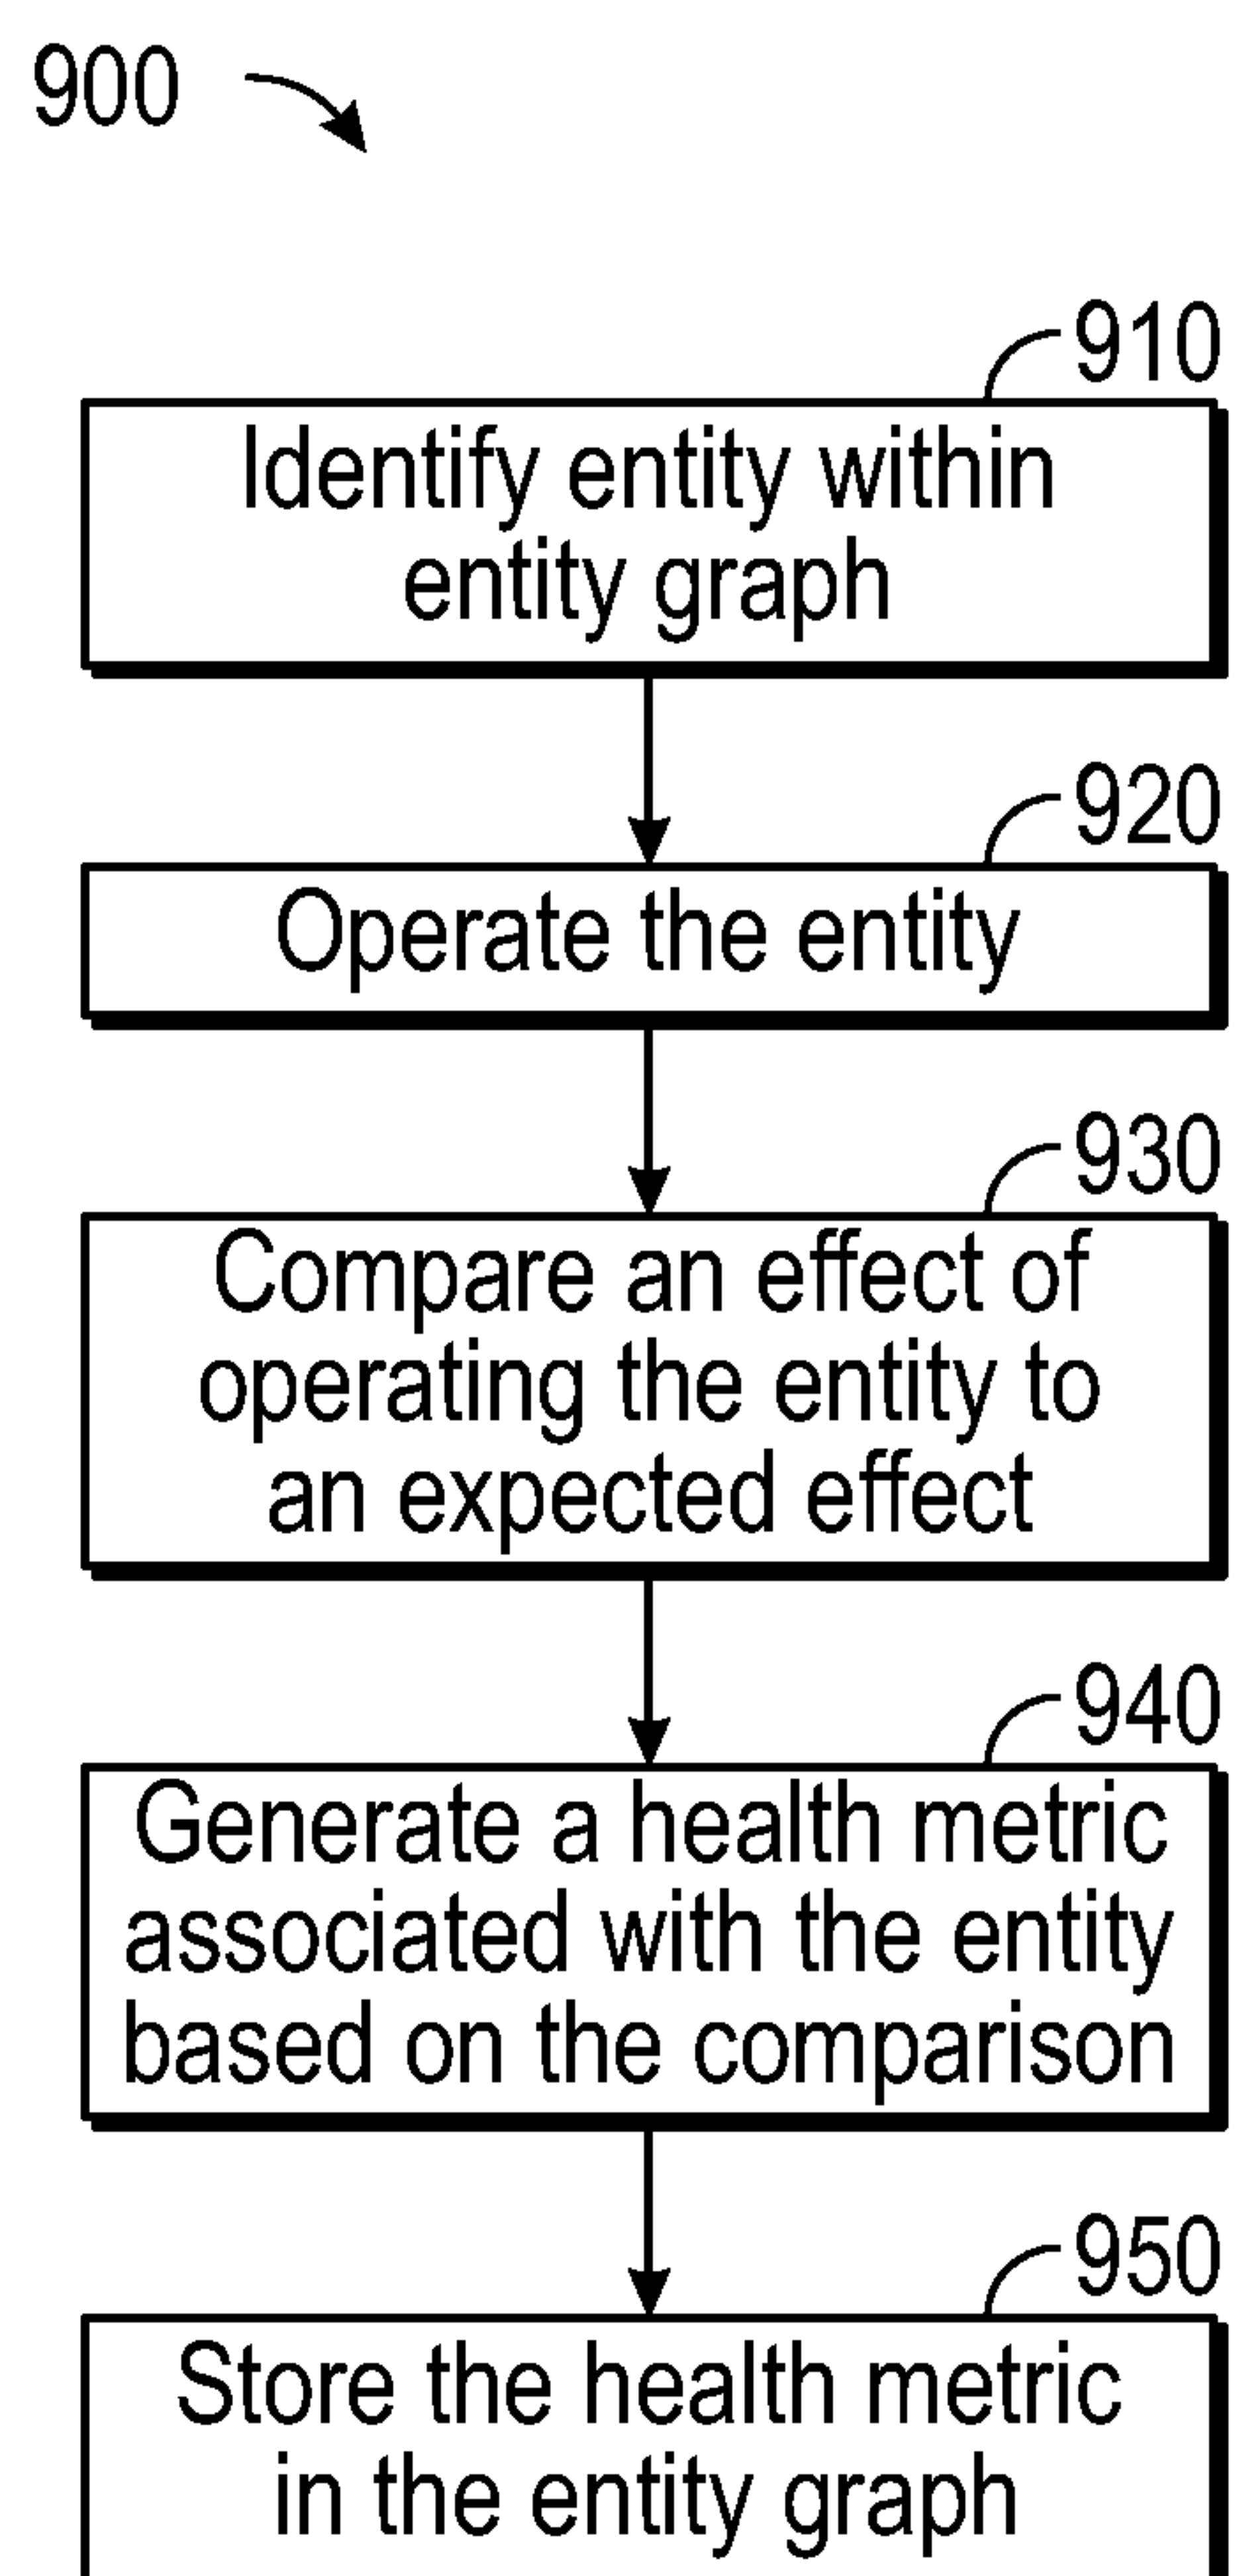 900
910
Identify entity within
entity graph
920
Operate the entity
930
Compare an effect of
operating the entity to
an expected effect
940
Generate a health metric
associated with the entity
based on the comparison
950
Store the health metric
in the entity graph